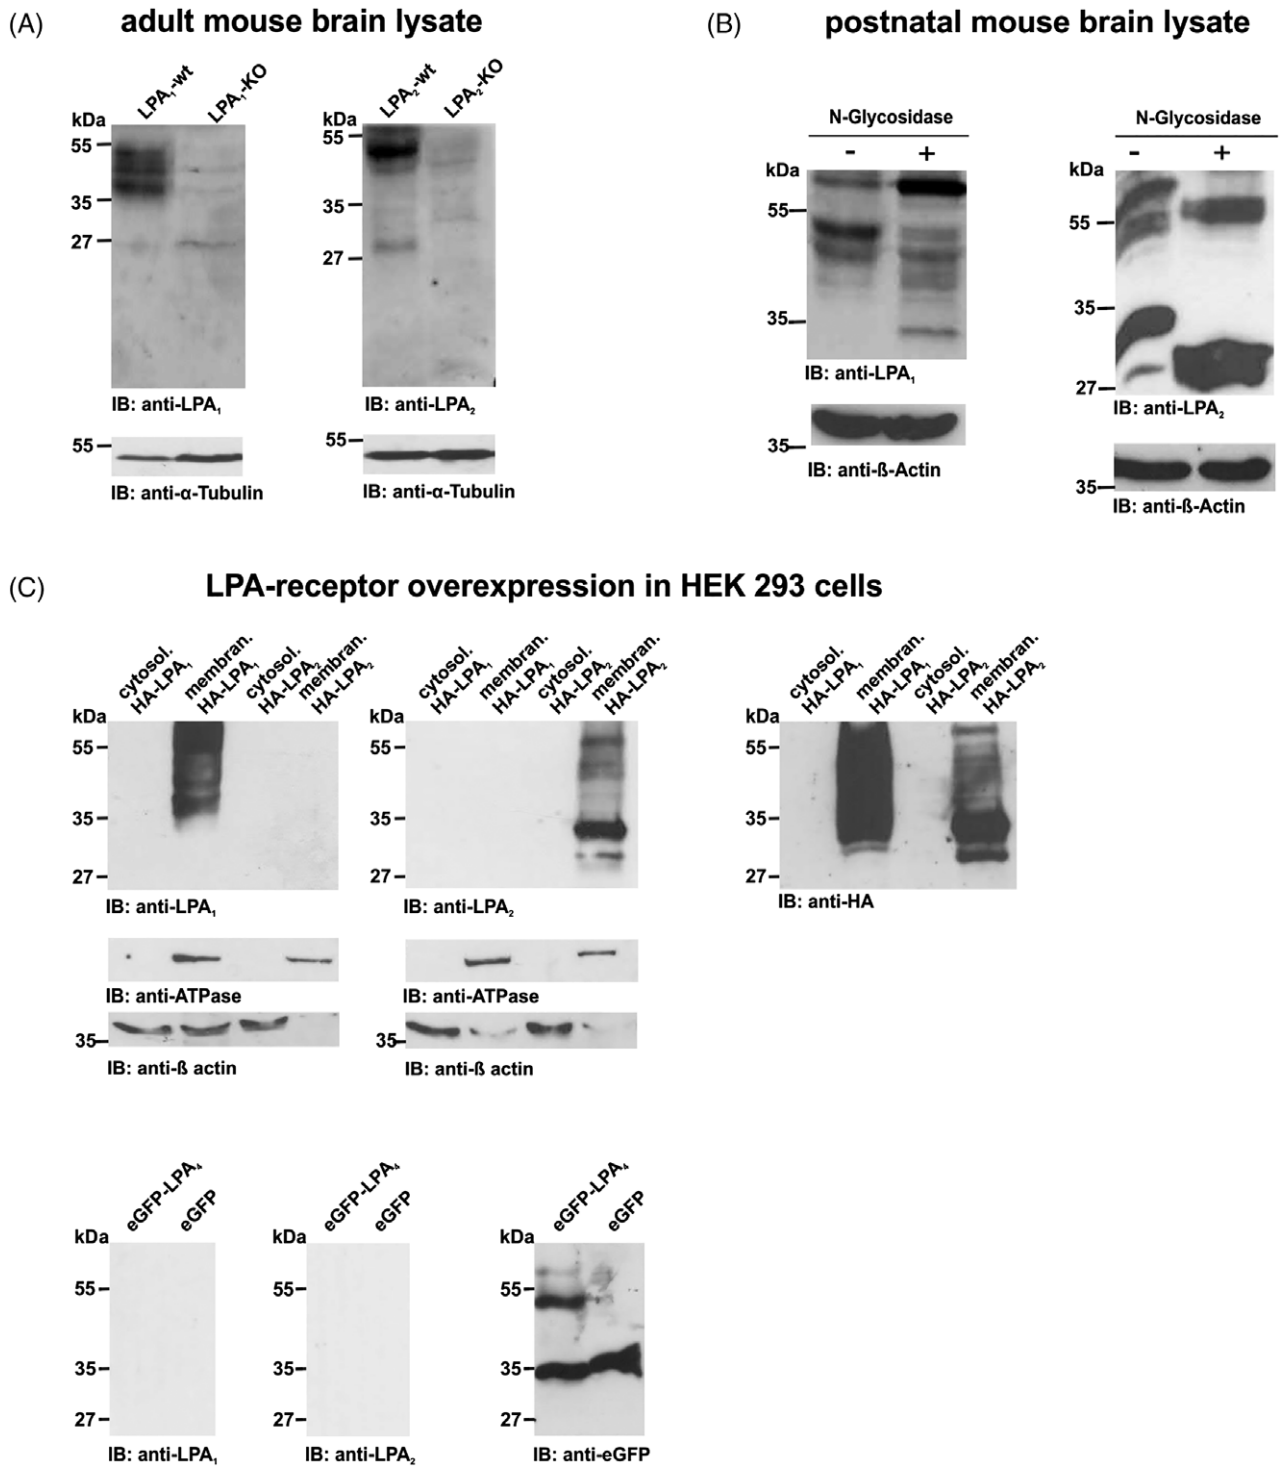 (A) adult mouse brain lysate
LPA₁-wt LPA₁-KO
kDa
55
35
27
IB: anti-LPA₁
55
IB: anti-α-Tubulin
LPA₂-wt LPA₂-KO
kDa
55
35
27
IB: anti-LPA₂
55
IB: anti-α-Tubulin
(B) postnatal mouse brain lysate
N-Glycosidase
- +
kDa
55
35
IB: anti-LPA₁
35
IB: anti-ß-Actin
N-Glycosidase
- +
kDa
55
35
27
IB: anti-LPA₂
35
IB: anti-ß-Actin
(C) LPA-receptor overexpression in HEK 293 cells
cytosol.
HA-LPA₁
membran.
HA-LPA₁
cytosol.
HA-LPA₂
membran.
HA-LPA₂
kDa
55
35
27
IB: anti-LPA₁
IB: anti-ATPase
35
IB: anti-ß actin
cytosol.
HA-LPA₁
membran.
HA-LPA₁
cytosol.
HA-LPA₂
membran.
HA-LPA₂
kDa
55
35
27
IB: anti-LPA₂
IB: anti-ATPase
35
IB: anti-ß actin
cytosol.
HA-LPA₁
membran.
HA-LPA₁
cytosol.
HA-LPA₂
membran.
HA-LPA₂
kDa
55
35
27
IB: anti-HA
eGFP-LPA₄
eGFP
kDa
55
35
27
IB: anti-LPA₁
eGFP-LPA₄
eGFP
kDa
55
35
27
IB: anti-LPA₂
eGFP-LPA₄
eGFP
kDa
55
35
27
IB: anti-eGFP